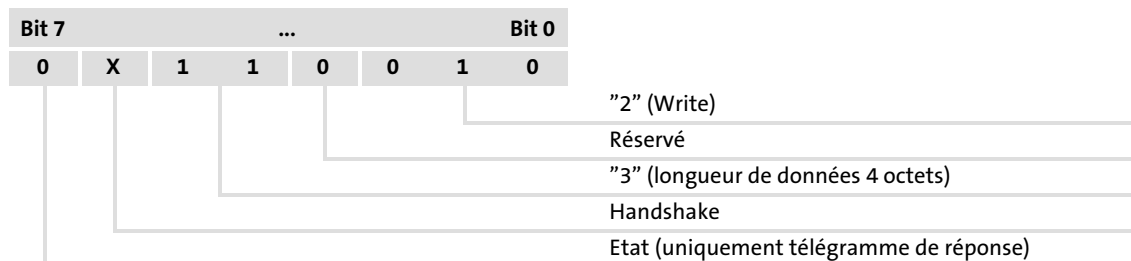 Bit 7 ... Bit 0
0 X 1 1 0 0 1 0
”2” (Write)
Réservé
”3” (longueur de données 4 octets)
Handshake
Etat (uniquement télégramme de réponse)